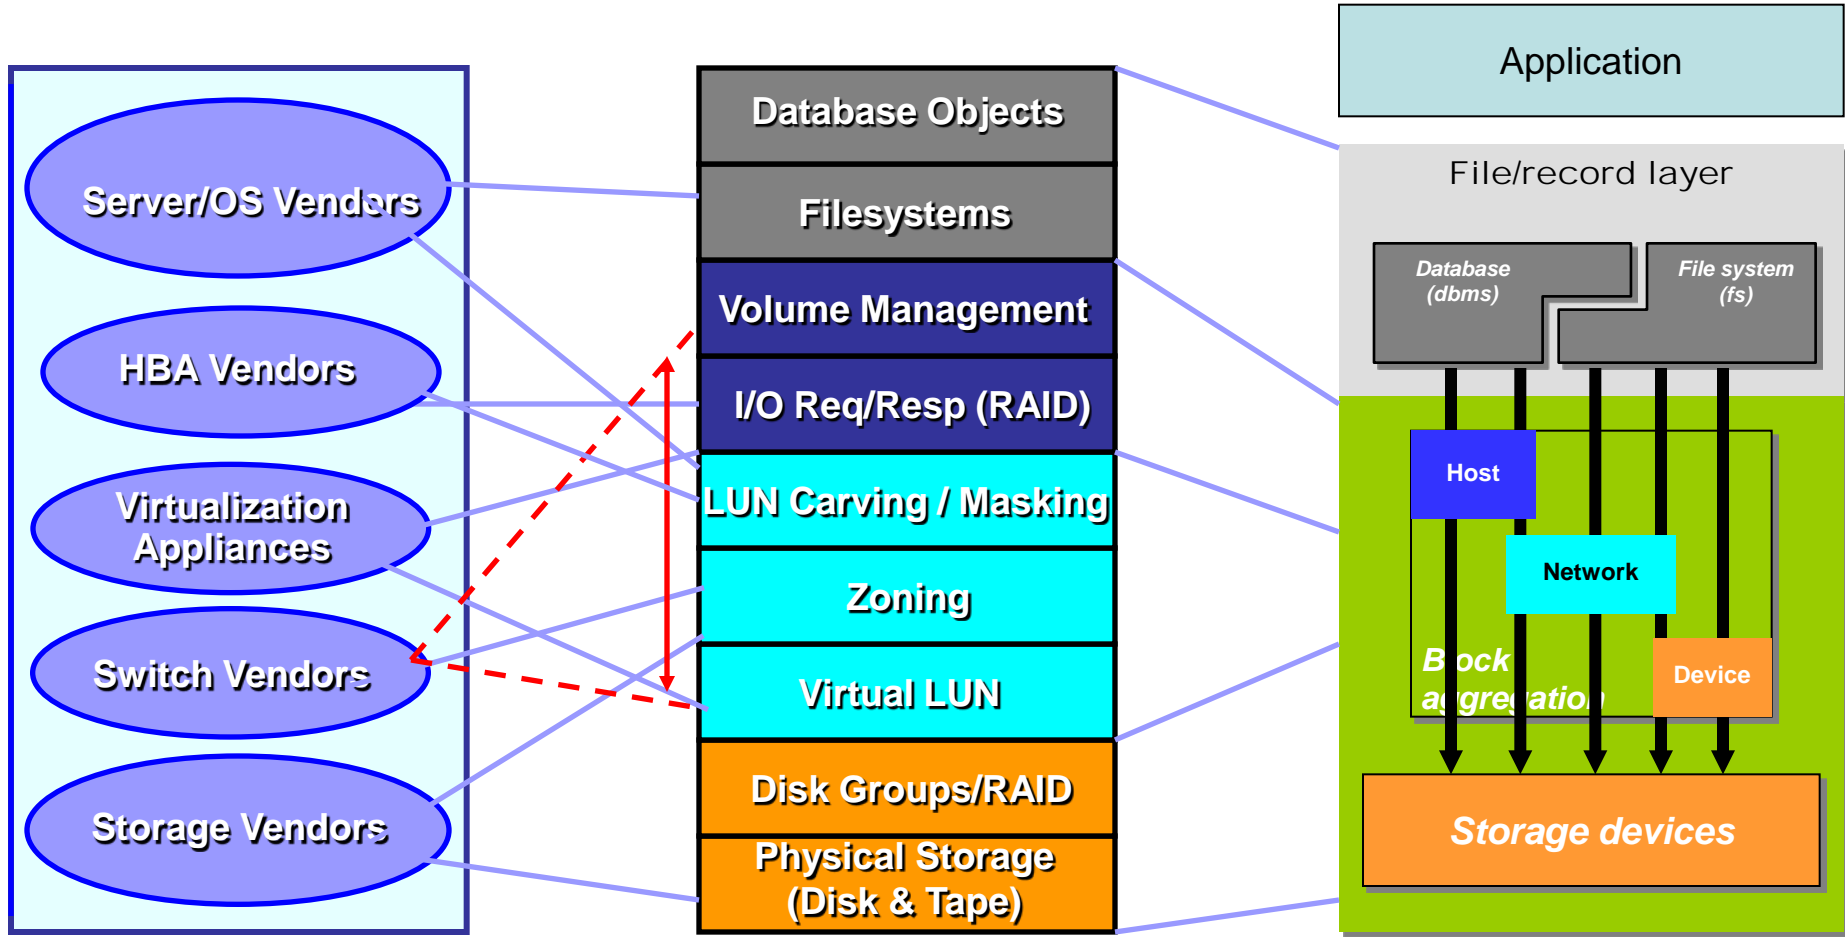 Server/OS Vendors
HBA Vendors
Virtualization
Appliances
Switch Vendors
Storage Vendors
Database Objects
Filesystems
Volume Management
I/O Req/Resp (RAID)
LUN Carving / Masking
Zoning
Virtual LUN
Disk Groups/RAID
Physical Storage
(Disk & Tape)
Application
File/record layer
Database
(dbms)
File system
(fs)
Host
Network
Device
Block
aggregation
Storage devices